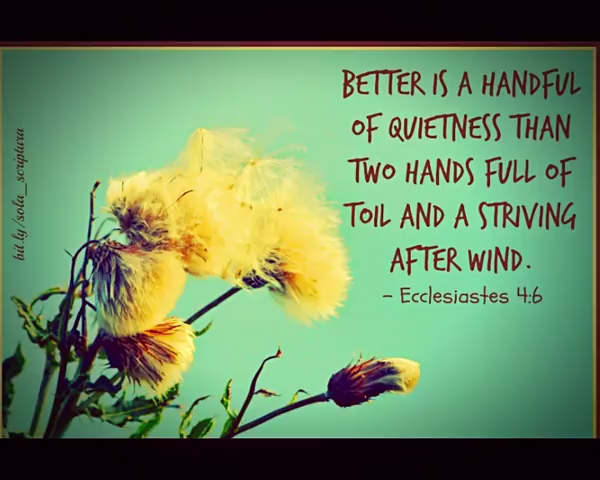 BETTER IS A HANDFUL
OF QUIETNESS THAN
TWO HANDS FULL OF
TOIL AND A STRIVING
AFTER WIND.
– Ecclesiastes 4:6
bit.ly/sola_scriptura